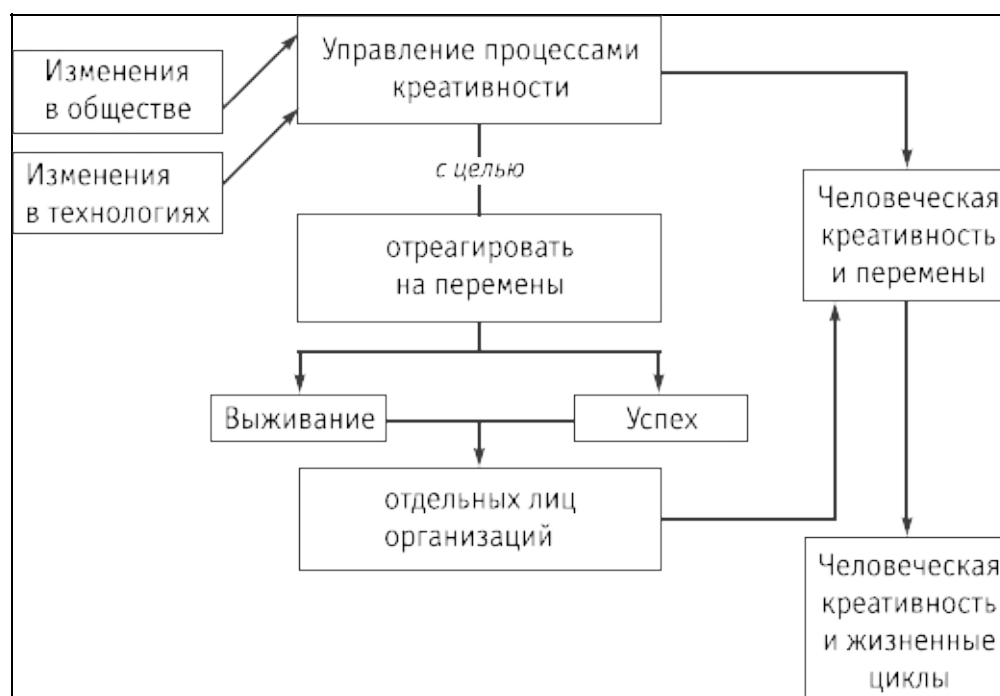 Изменения
в обществе
Изменения
в технологиях
Управление процессами
креативности
с целью
отреагировать
на перемены
Выживание
Успех
отдельных лиц
организаций
Человеческая
креативность
и перемены
Человеческая
креативность
и жизненные
циклы